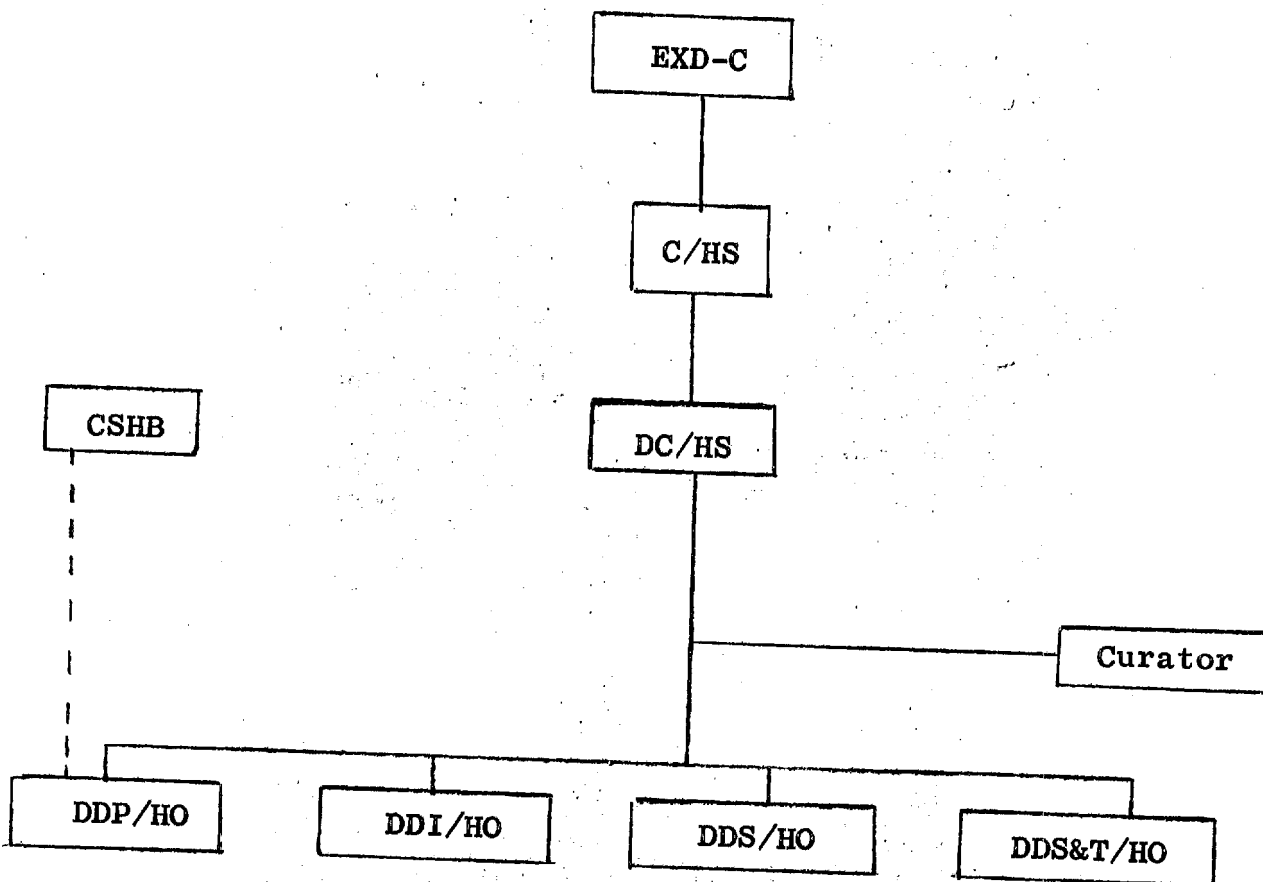 EXD-C
C/HS
CSHB
DC/HS
Curator
DDP/HO
DDI/HO
DDS/HO
DDS&T/HO